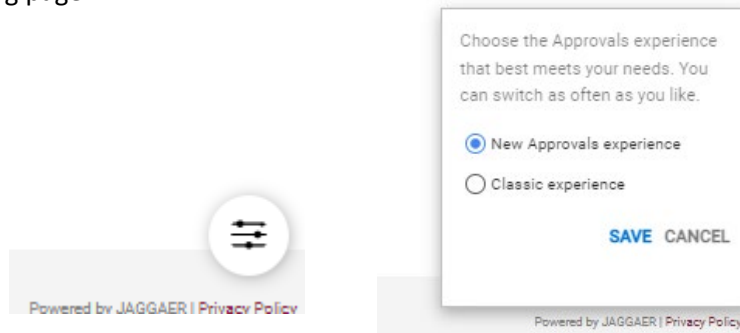 g page
Choose the Approvals experience
that best meets your needs. You
can switch as often as you like.
New Approvals experience
Classic experience
SAVE CANCEL
Powered by JAGGAER | Privacy Policy
Powered by JAGGAER | Privacy Policy